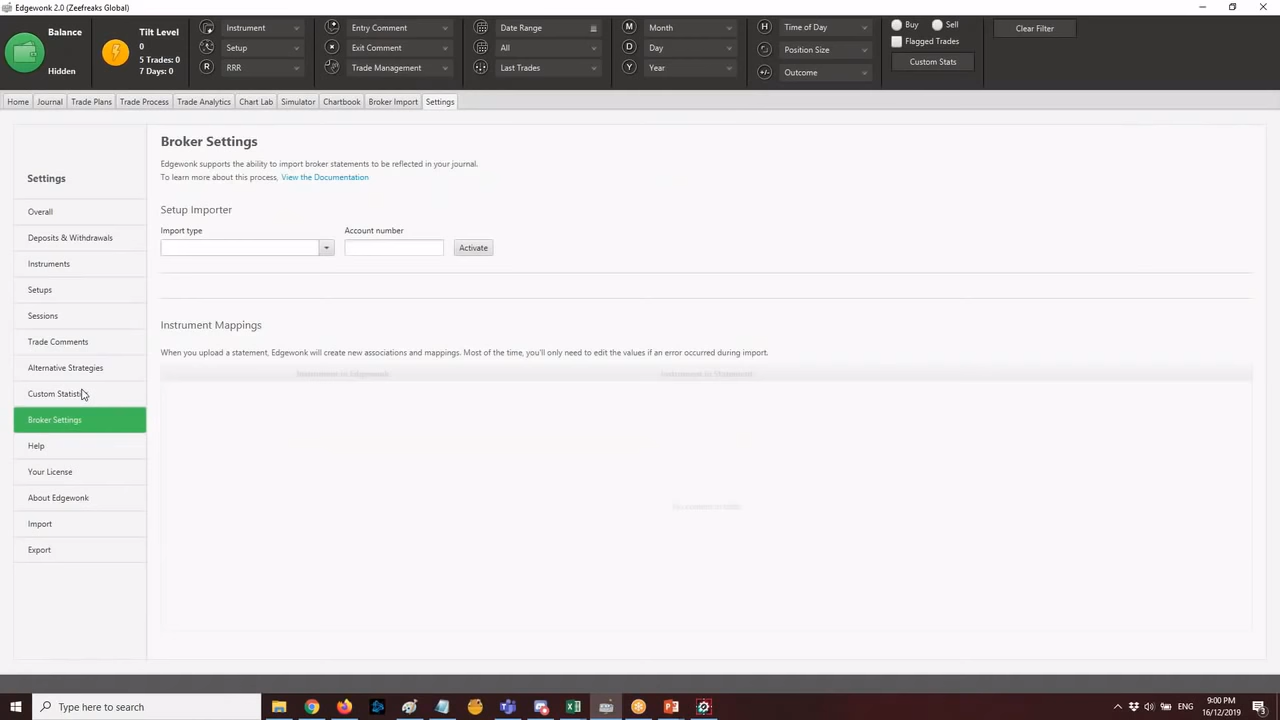 Edgewonk 2.0 (Zeefreaks Global)
Balance
Hidden
Tilt Level
0
5 Trades: 0
7 Days: 0
Instrument
Setup
R RRR
Entry Comment
Exit Comment
Trade Management
Date Range
All
Last Trades
M Month
D Day
Y Year
H Time of Day
Position Size
+/- Outcome
Buy Sell
Flagged Trades
Custom Stats
Clear Filter
Home Journal Trade Plans Trade Process Trade Analytics Chart Lab Simulator Chartbook Broker Import Settings
Settings
Overall
Deposits & Withdrawals
Instruments
Setups
Sessions
Trade Comments
Alternative Strategies
Custom Statistics
Broker Settings
Help
Your License
About Edgewonk
Import
Export
Broker Settings
Edgewonk supports the ability to import broker statements to be reflected in your journal.
To learn more about this process, View the Documentation
Setup Importer
Import type Account number
Activate
Instrument Mappings
When you upload a statement, Edgewonk will create new associations and mappings. Most of the time, you'll only need to edit the values if an error occurred during import.
Instrument in Edgewonk Instrument in Statement
Type here to search
ENG
9:00 PM
16/12/2019
3